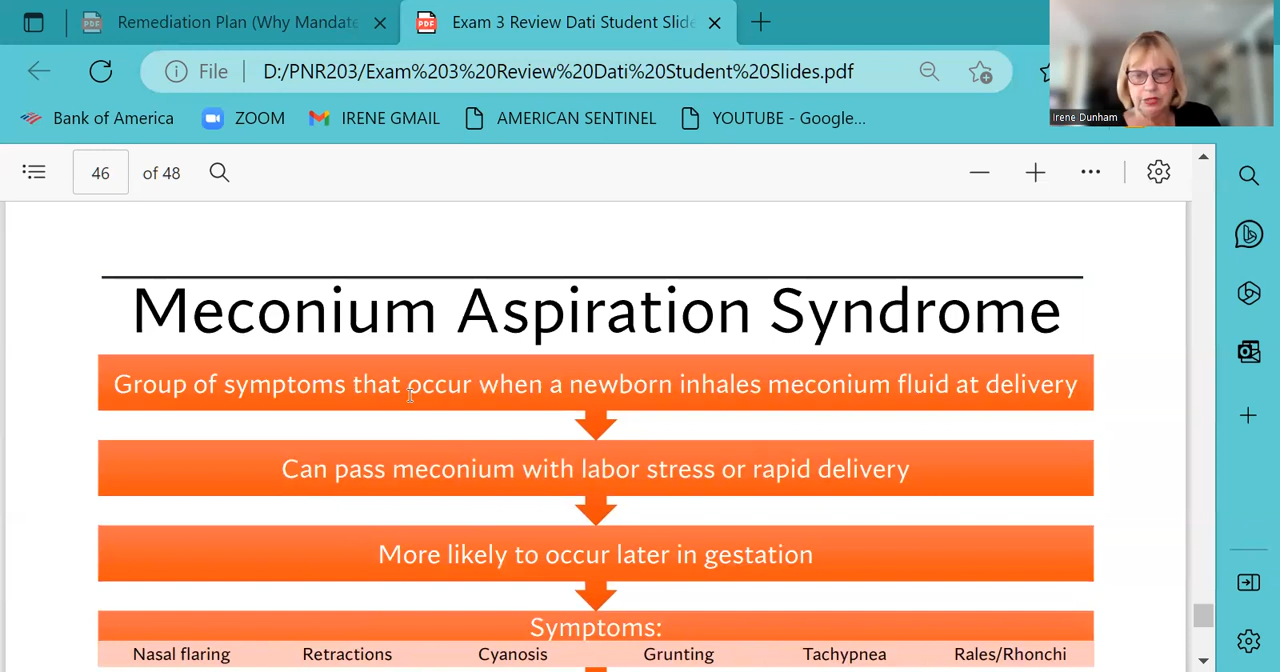 Remediation Plan (Why Mandate
Exam 3 Review Dati Student Slid
File
D:/PNR203/Exam%203%20Review%20Dati%20Student%20Slides.pdf
Bank of America
ZOOM
IRENE GMAIL
AMERICAN SENTINEL
YOUTUBE - Google...
Irene Dunham
46 of 48
Meconium Aspiration Syndrome
Group of symptoms that occur when a newborn inhales meconium fluid at delivery
Can pass meconium with labor stress or rapid delivery
More likely to occur later in gestation
Symptoms:
Nasal flaring Retractions Cyanosis Grunting Tachypnea Rales/Rhonchi